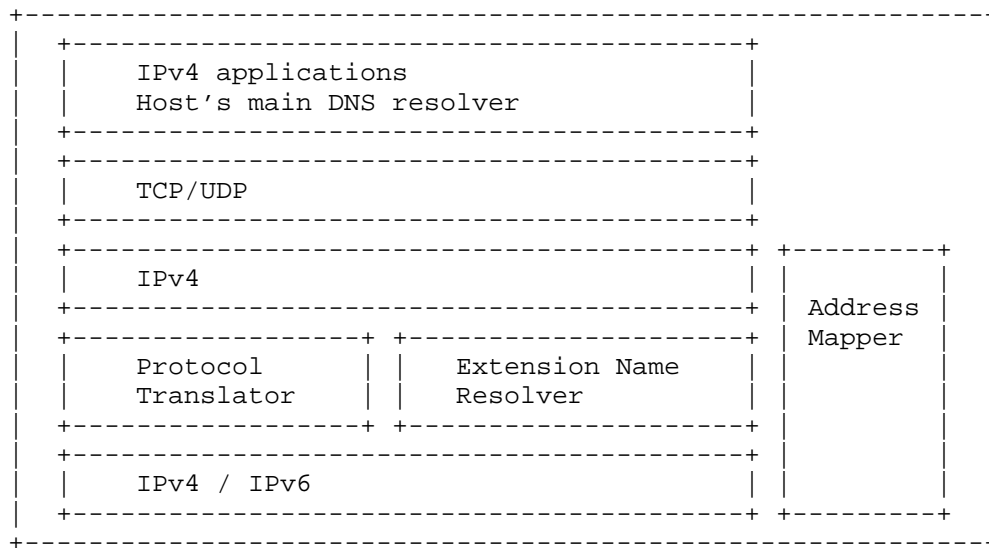 IPv4 applications
Host's main DNS resolver
TCP/UDP
IPv4
Address
Mapper
Protocol
Translator
Extension Name
Resolver
IPv4 / IPv6